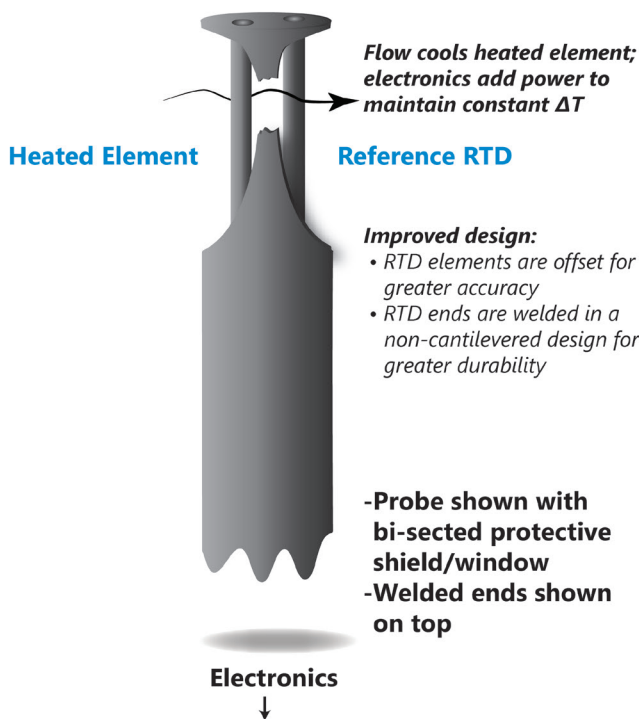 Flow cools heated element;
electronics add power to
maintain constant ΔT
Heated Element
Reference RTD
Improved design:
• RTD elements are offset for
greater accuracy
• RTD ends are welded in a
non-cantilevered design for
greater durability
-Probe shown with
bi-sected protective
shield/window
-Welded ends shown
on top
Electronics